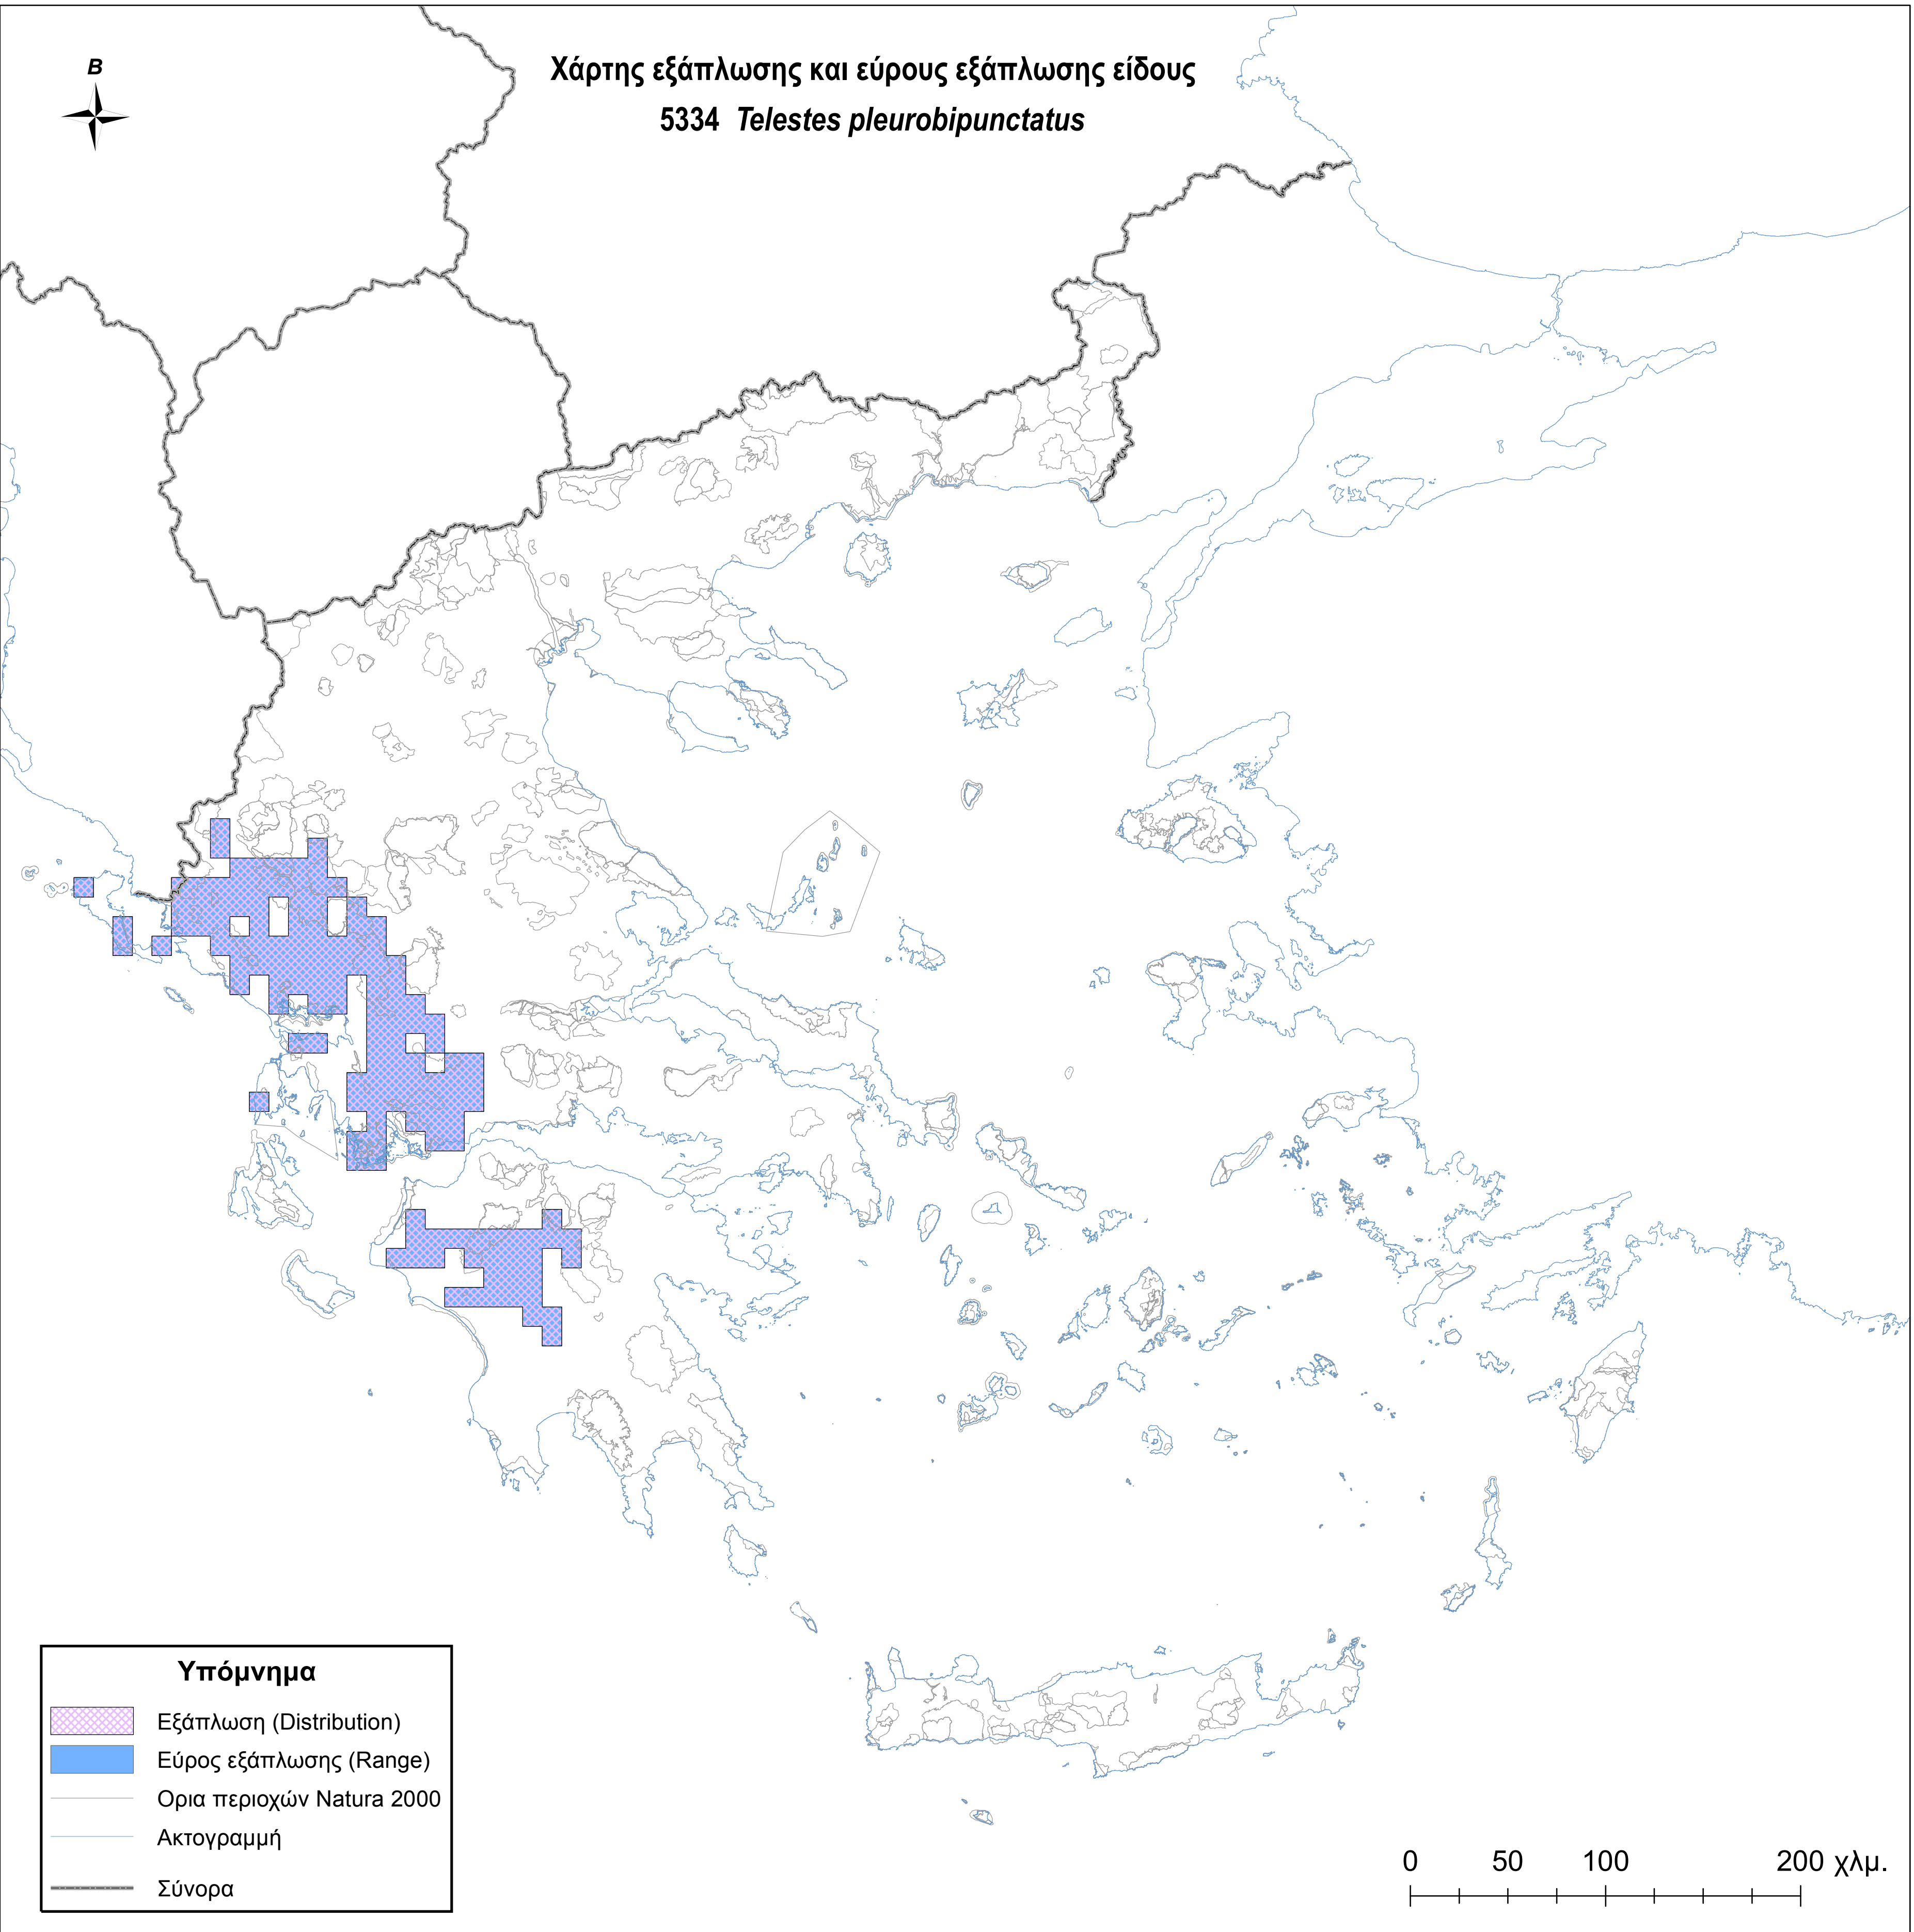 Β
Χάρτης εξάπλωσης και εύρους εξάπλωσης είδους
5334 Telestes pleurobipunctatus
Υπόμνημα
Εξάπλωση (Distribution)
Εύρος εξάπλωσης (Range)
Ορια περιοχών Natura 2000
Ακτογραμμή
Σύνορα
0 50 100 200 χλμ.